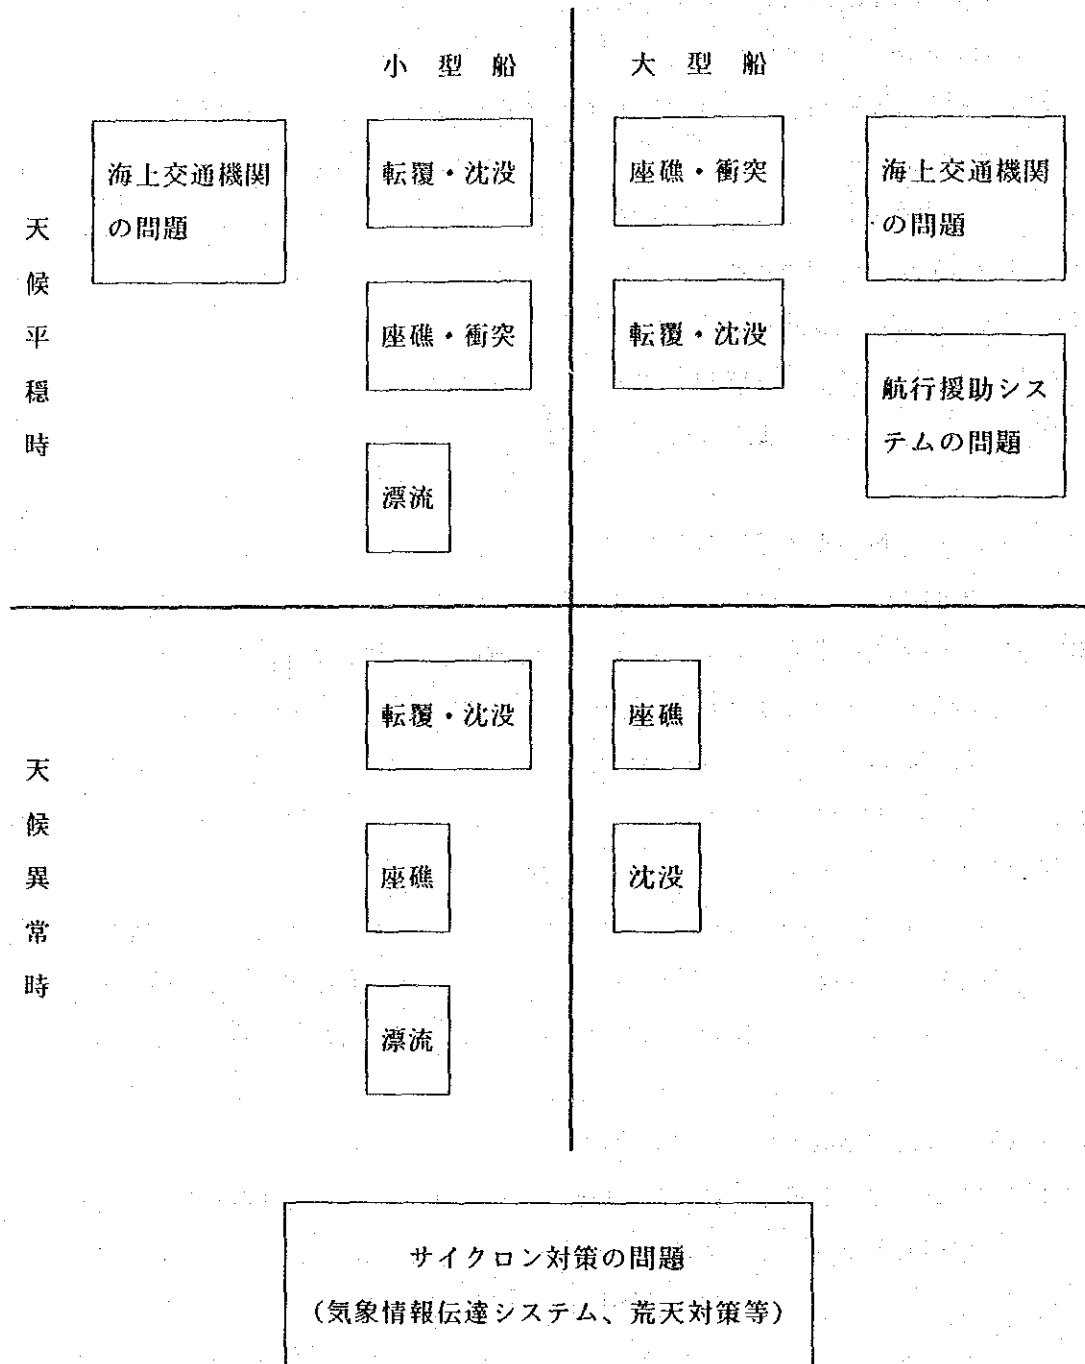 小型船
大型船
天候平穏時
海上交通機関
の問題
転覆・沈没
座礁・衝突
漂流
座礁・衝突
転覆・沈没
海上交通機関
の問題
航行援助シス
テムの問題
天候異常時
転覆・沈没
座礁
漂流
座礁
沈没
サイクロン対策の問題
(気象情報伝達システム、荒天対策等)